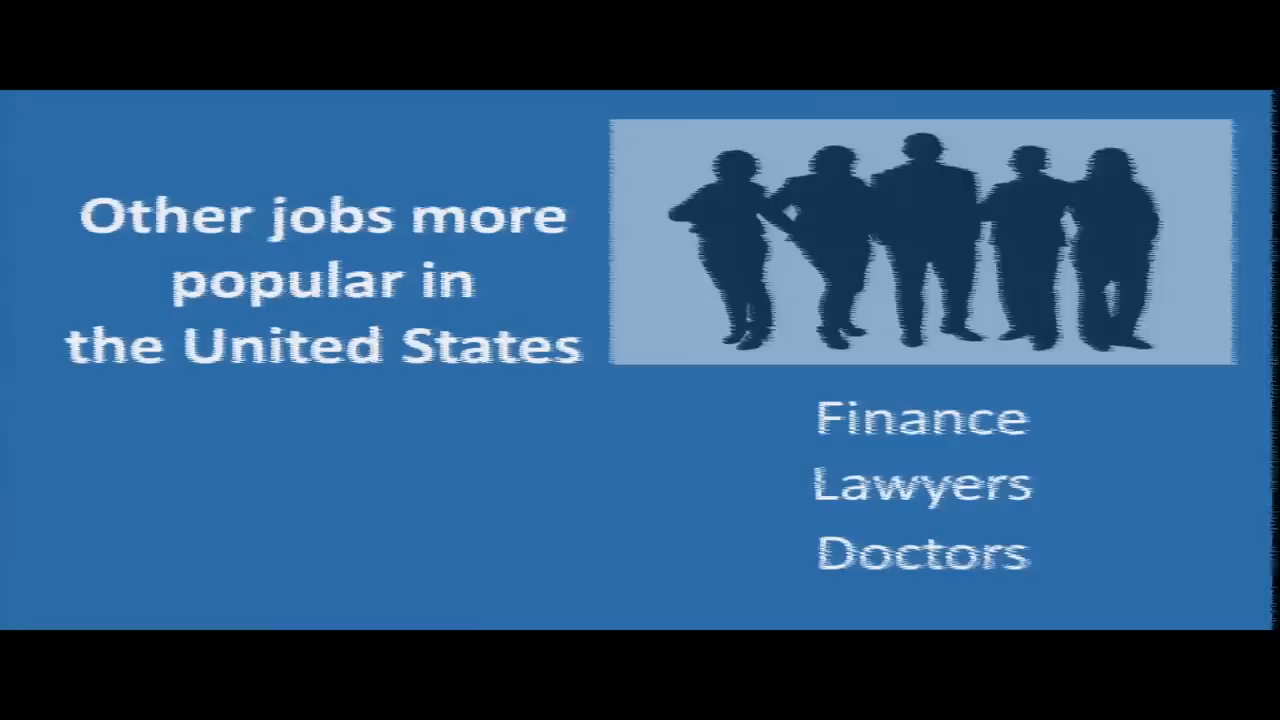 Other jobs more
popular in
the United States
Finance
Lawyers
Doctors